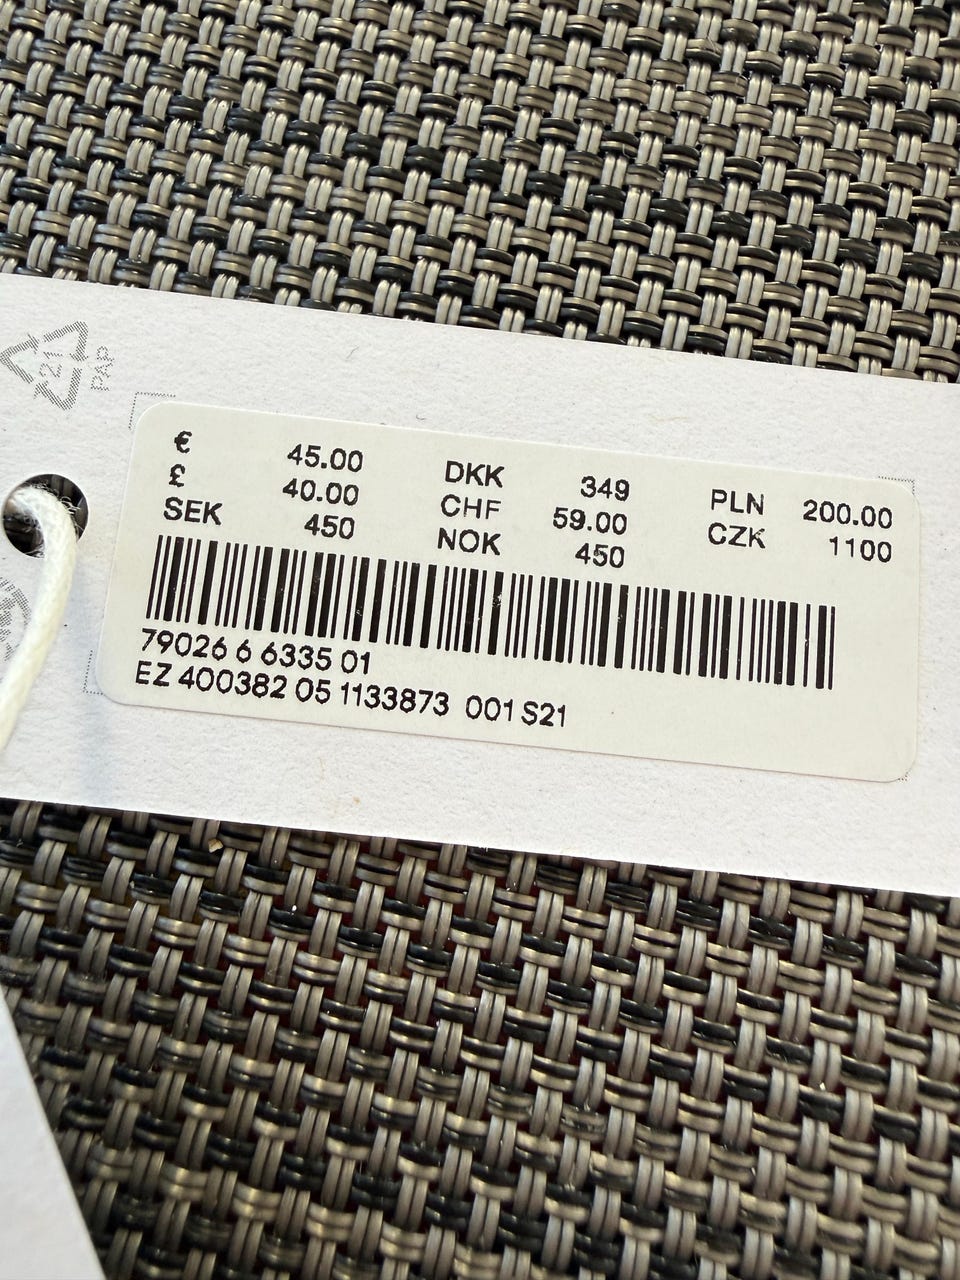 21
PAP
€ 45.00 DKK 349 PLN 200.00
£ 40.00 CHF 59.00 CZK 1100
SEK 450 NOK 450
79026 6 6335 01
EZ 400382 05 1133873 001 S21